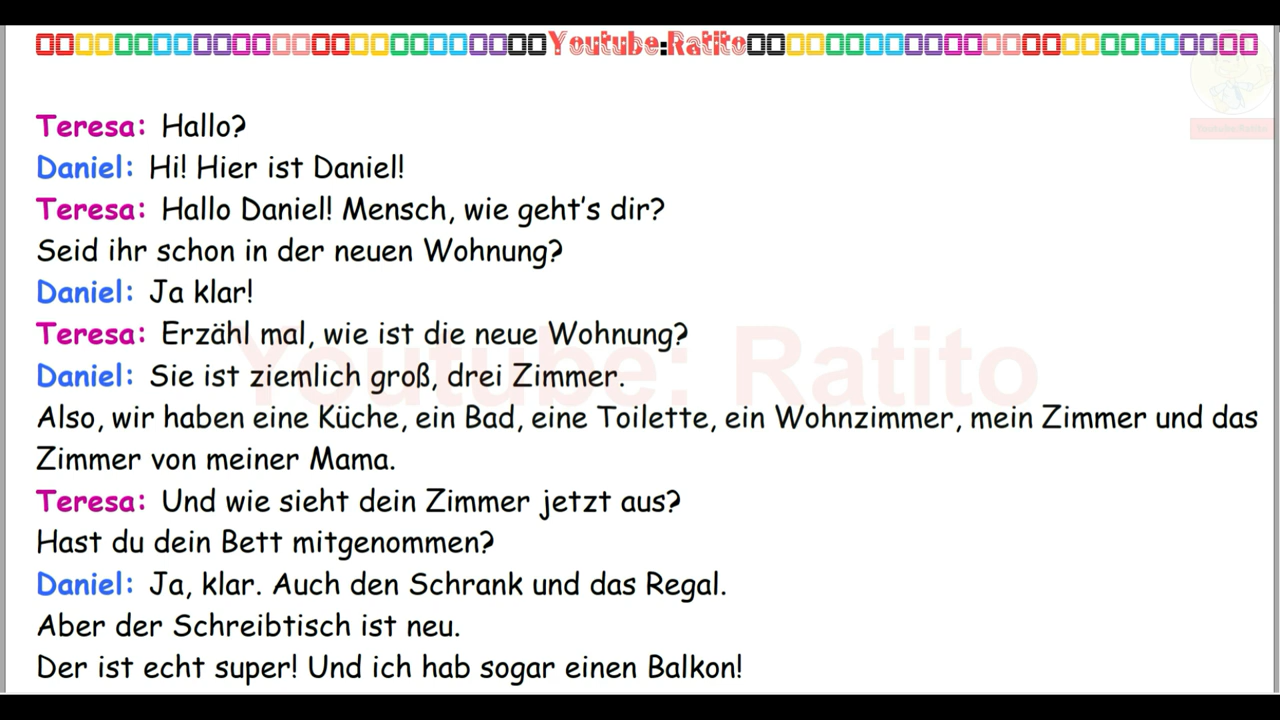 Youtube:Ratito
Teresa: Hallo?
Daniel: Hi! Hier ist Daniel!
Teresa: Hallo Daniel! Mensch, wie geht's dir?
Seid ihr schon in der neuen Wohnung?
Daniel: Ja klar!
Teresa: Erzähl mal, wie ist die neue Wohnung?
Youtube: Ratito
Daniel: Sie ist ziemlich groß, drei Zimmer.
Also, wir haben eine Küche, ein Bad, eine Toilette, ein Wohnzimmer, mein Zimmer und das
Zimmer von meiner Mama.
Teresa: Und wie sieht dein Zimmer jetzt aus?
Hast du dein Bett mitgenommen?
Daniel: Ja, klar. Auch den Schrank und das Regal.
Aber der Schreibtisch ist neu.
Der ist echt super! Und ich hab sogar einen Balkon!